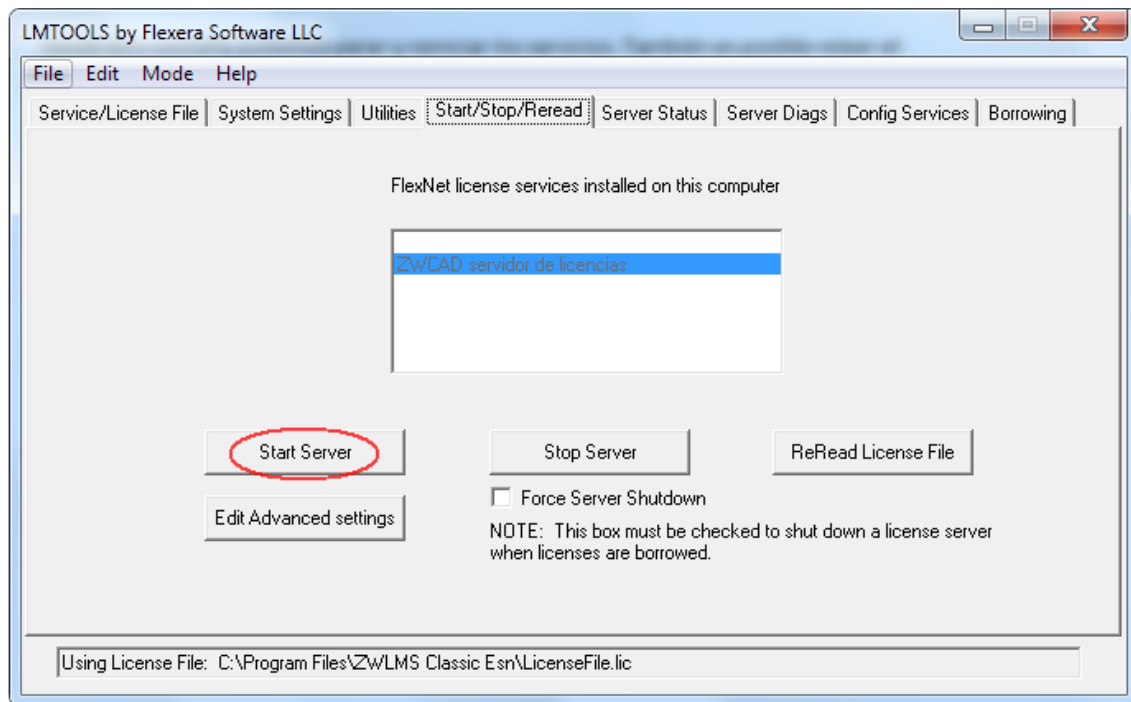 LMTOOLS by Flexera Software LLC
File Edit Mode Help
Service/License File System Settings Utilities Start/Stop/Reread Server Status Server Diags Config Services Borrowing
FlexNet license services installed on this computer
ZWCAD servidor de licencias
Start Server Stop Server ReRead License File
Force Server Shutdown
Edit Advanced settings
NOTE: This box must be checked to shut down a license server
when licenses are borrowed.
Using License File: C:\Program Files\ZWLMS Classic Esn\LicenseFile.lic